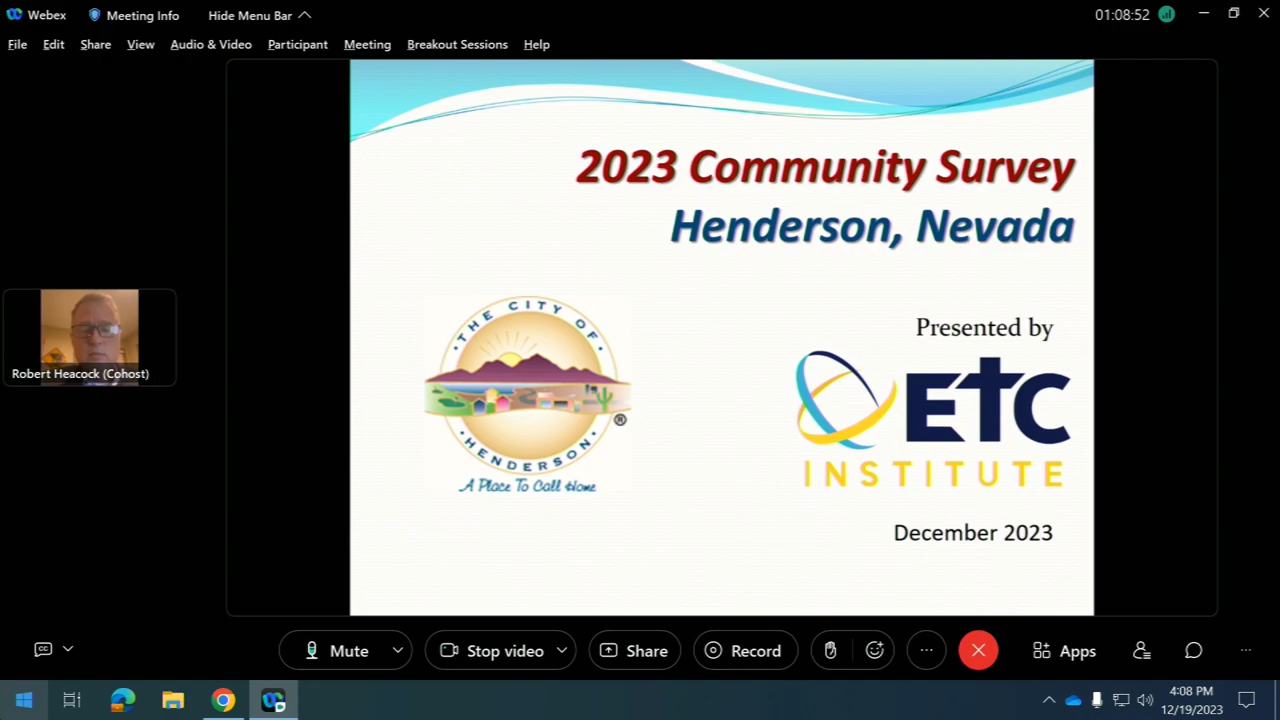 Webex
Meeting Info
Hide Menu Bar
01:08:52
File
Edit
Share
View
Audio & Video
Participant
Meeting
Breakout Sessions
Help
2023 Community Survey
Henderson, Nevada
THE CITY OF
HENDERSON
®
A Place To Call Home
Presented by
ETC
INSTITUTE
December 2023
Robert Heacock (Cohost)
CC
Mute
Stop video
Share
Record
Apps
4:08 PM
12/19/2023